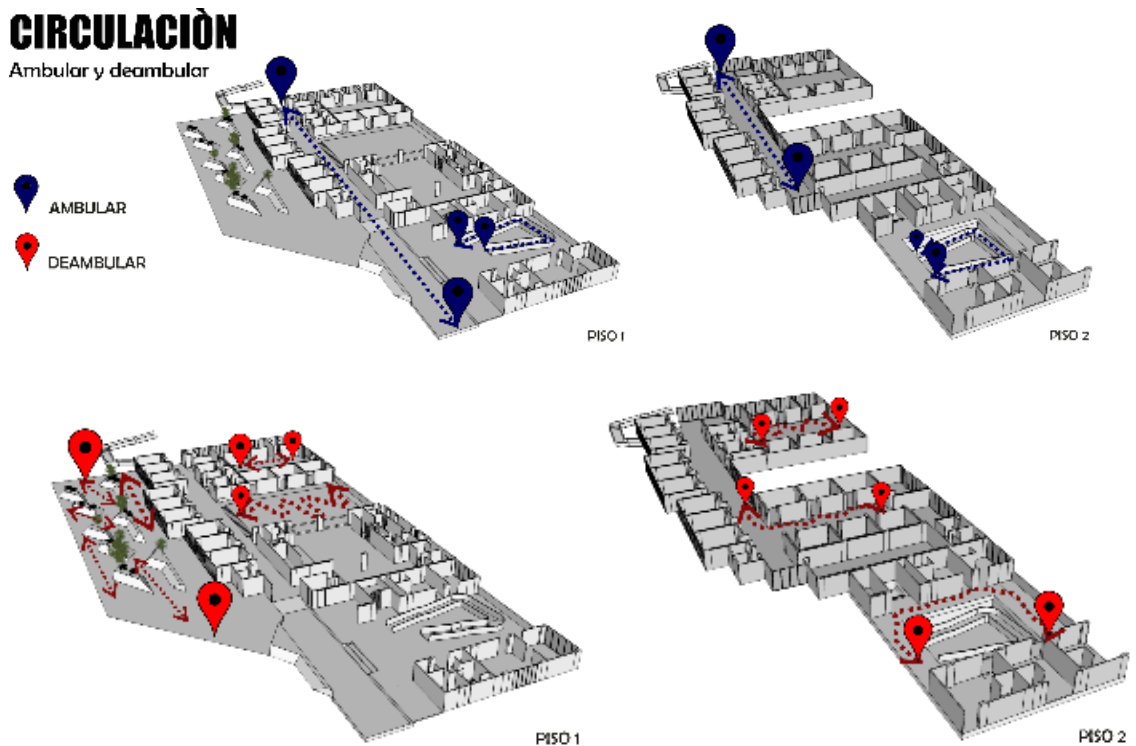 CIRCULACIÒN
Ambular y deambular
AMBULAR
DEAMBULAR
PISO 1
PISO 2
PISO 1
PISO 2